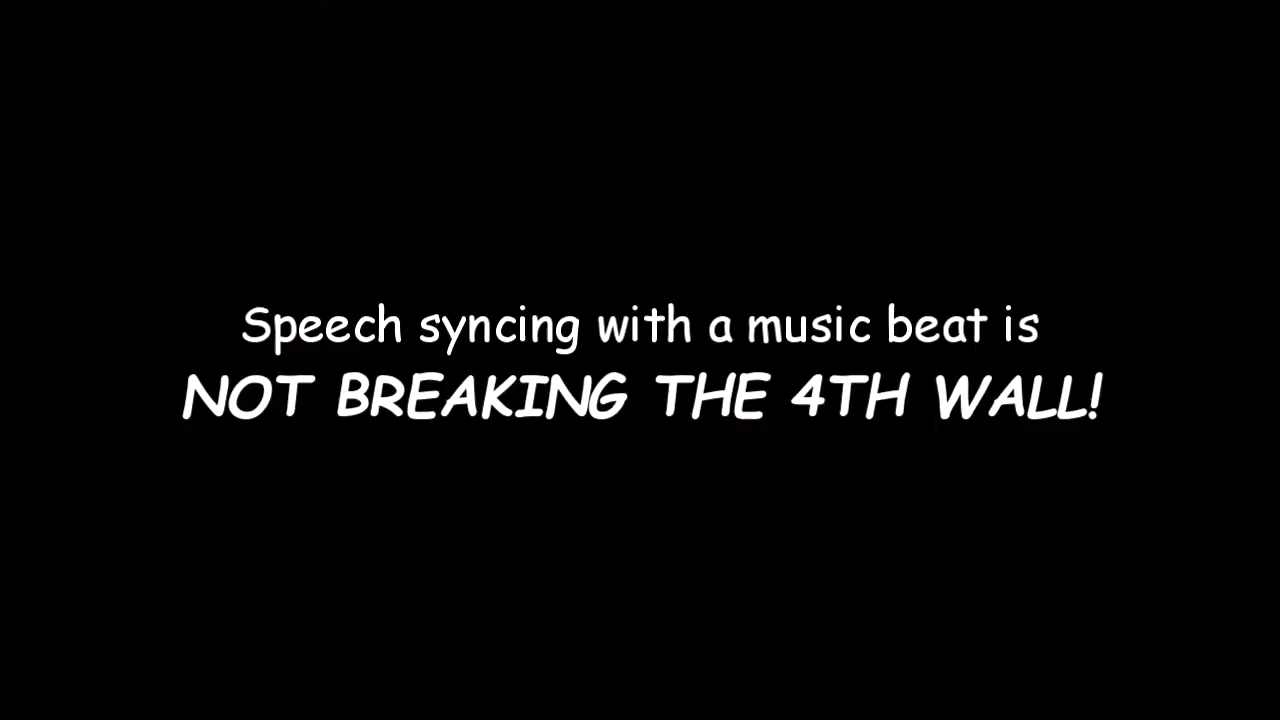 Speech syncing with a music beat is
NOT BREAKING THE 4TH WALL!